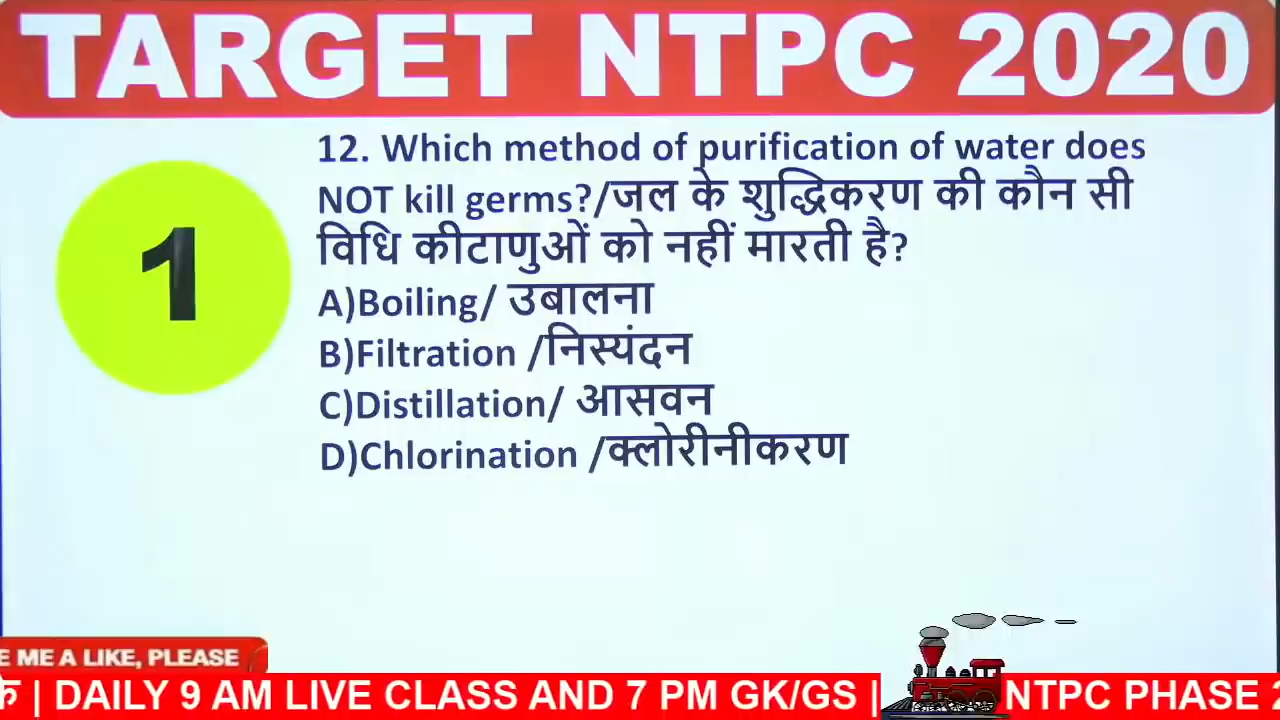 TARGET NTPC 2020
1
12. Which method of purification of water does
NOT kill germs?/जल के शुद्धिकरण की कौन सी
विधि कीटाणुओं को नहीं मारती है?
A)Boiling/ उबालना
B)Filtration /निस्यंदन
C)Distillation/ आसवन
D)Chlorination /क्लोरीनीकरण
ME A LIKE, PLEASE
| DAILY 9 AM LIVE CLASS AND 7 PM GK/GS | NTPC PHASE